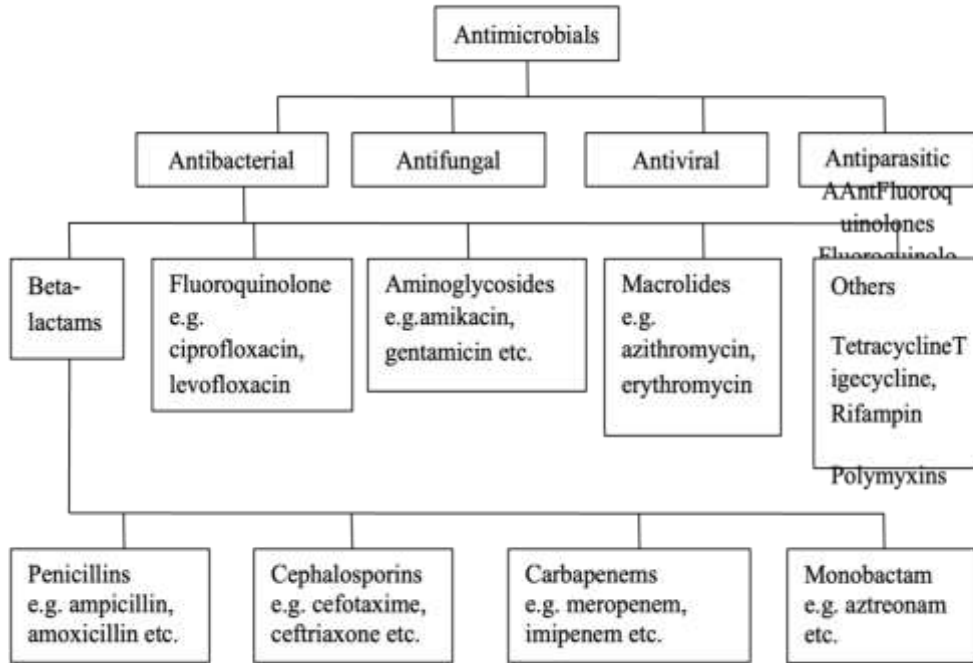 Antimicrobials
Antibacterial
Antifungal
Antiviral
Antiparasitic
AAntFluoroq
uinolones
Fluoroquinolo
Beta-
lactams
Fluoroquinolone
e.g.
ciprofloxacin,
levofloxacin
Aminoglycosides
e.g.amikacin,
gentamicin etc.
Macrolides
e.g.
azithromycin,
erythromycin
Others
TetracyclineT
igecycline,
Rifampin
Polymyxins
Penicillins
e.g. ampicillin,
amoxicillin etc.
Cephalosporins
e.g. cefotaxime,
ceftriaxone etc.
Carbapenems
e.g. meropenem,
imipenem etc.
Monobactam
e.g. aztreonam
etc.